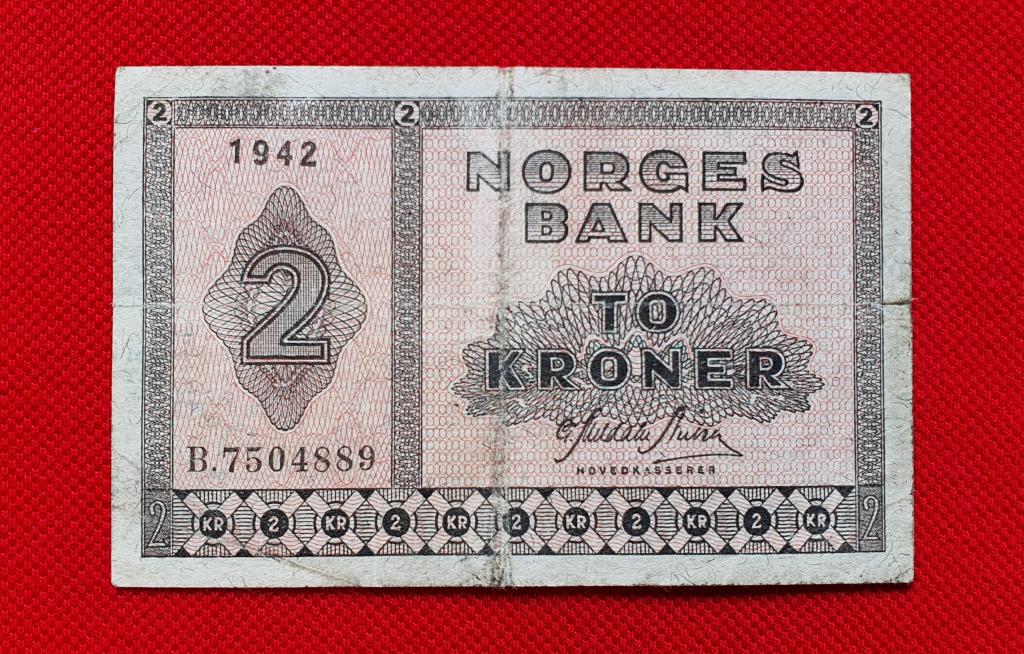 2 2 2
1942
NORGES
BANK
2
TO
KRONER
B.7504889
HOVEDKASSERER
2 KR 2 KR 2 KR 2 KR 2 KR 2 KR 2